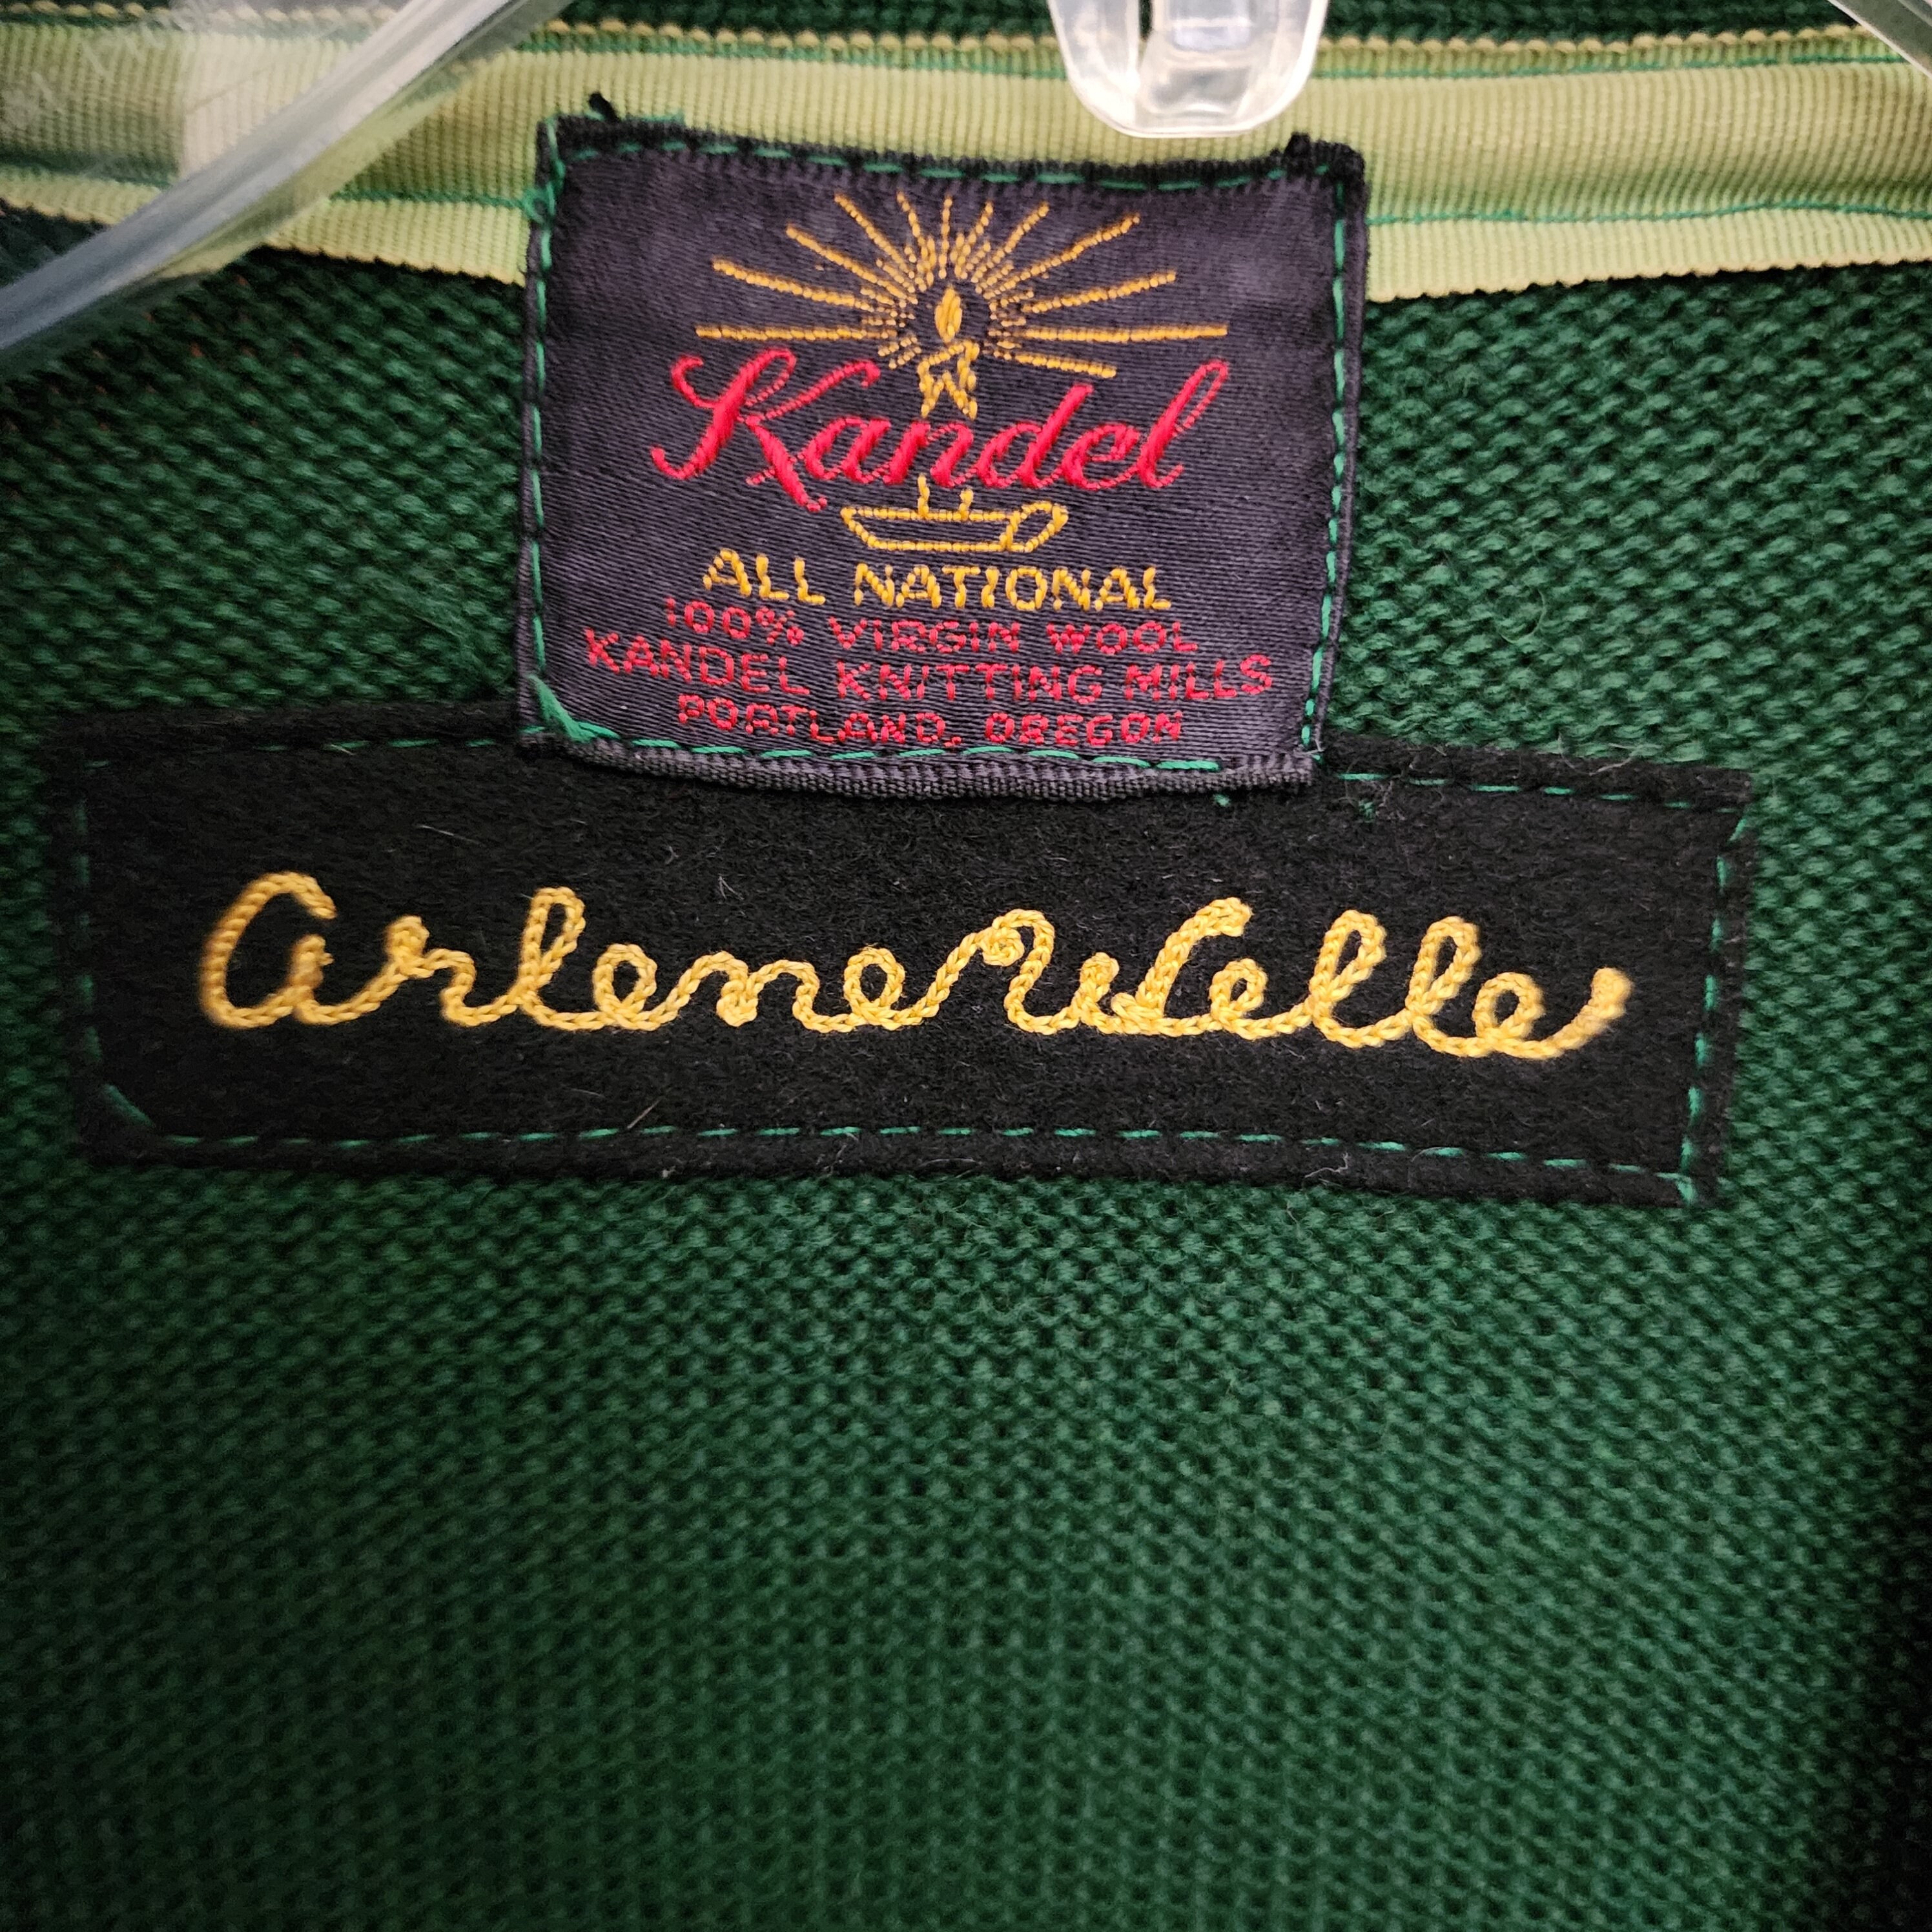 Kandel
ALL NATIONAL
100% VIRGIN WOOL
KANDEL KNITTING MILLS
PORTLAND, OREGON
Arlene Welle